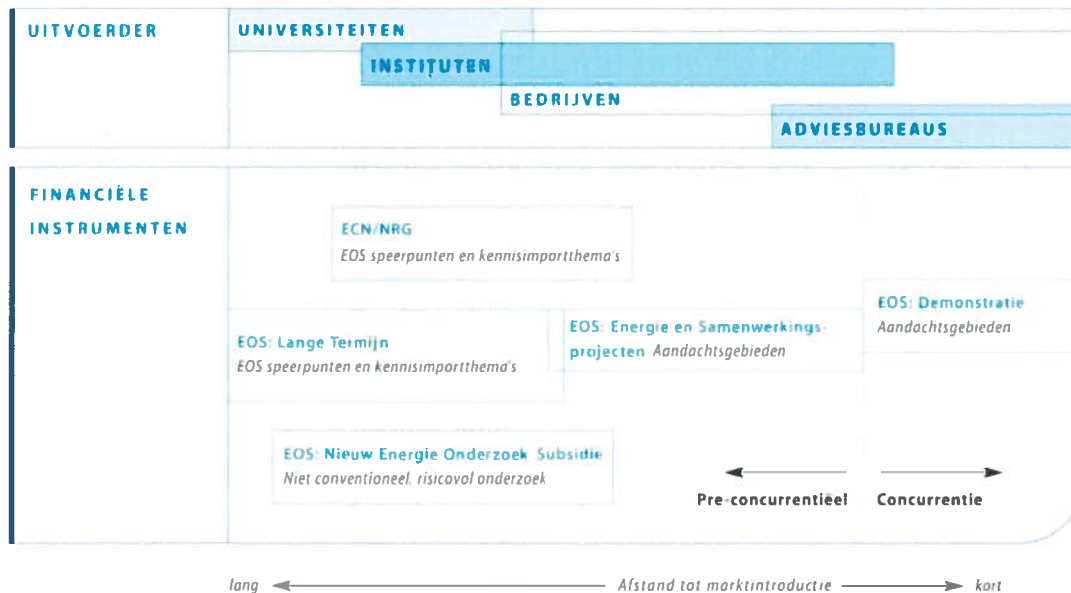 UITVOERDER
UNIVERSITEITEN
INSTITUTEN
BEDRIJVEN
ADVIESBUREAUS
FINANCIËLE
INSTRUMENTEN
ECN/NRG
EOS speerpunten en kennisimportthema's
EOS: Demonstratie
Aandachtsgebieden
EOS: Lange Termijn
EOS speerpunten en kennisimportthema's
EOS: Energie en Samenwerkings-
projecten Aandachtsgebieden
EOS: Nieuw Energie Onderzoek Subsidie
Niet conventioneel, risicovol onderzoek
Pre-concurrentiëel Concurrentie
lang Afstand tot marktintroductie kort